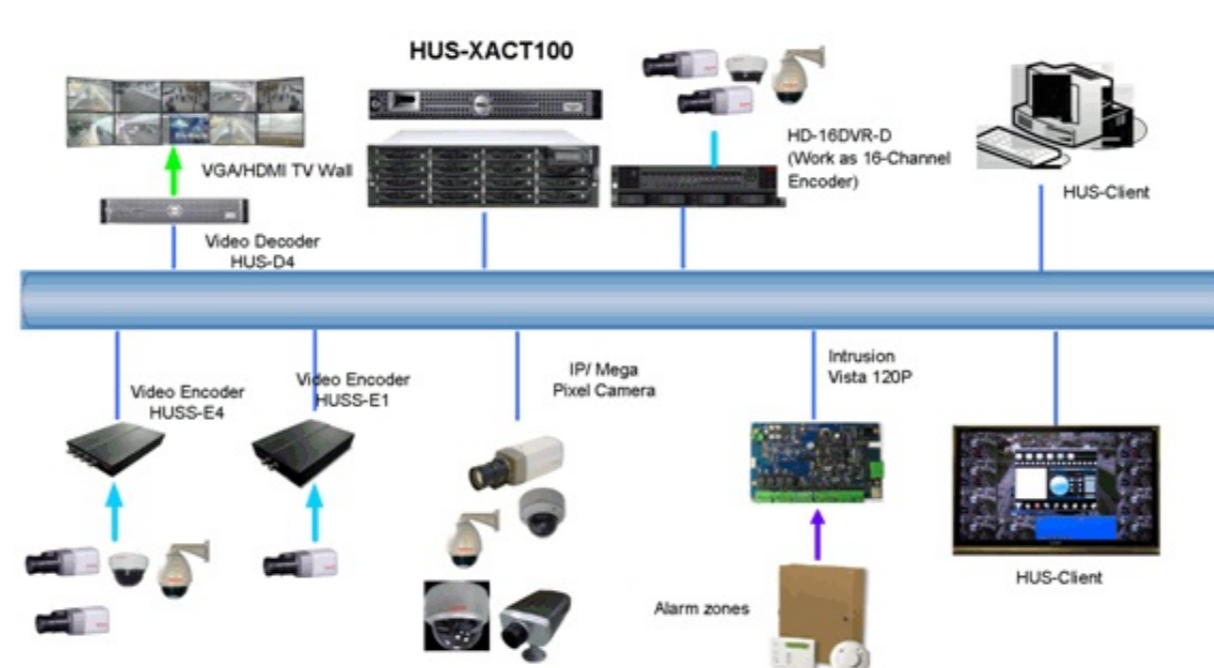 HUS-XACT100
VGA/HDMI TV Wall
HD-16DVR-D
(Work as 16-Channel
Encoder)
HUS-Client
Video Decoder
HUS-D4
Video Encoder
HUSS-E4
Video Encoder
HUSS-E1
IP/ Mega
Pixel Camera
Intrusion
Vista 120P
Alarm zones
HUS-Client